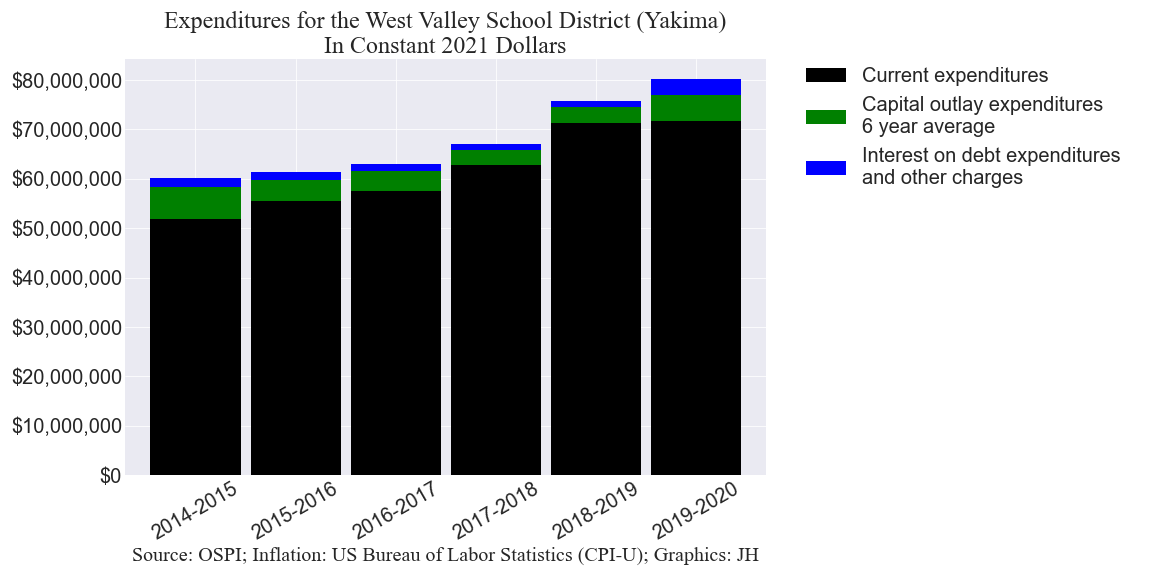 Expenditures for the West Valley School District (Yakima)
In Constant 2021 Dollars
$80,000,000
$70,000,000
$60,000,000
$50,000,000
$40,000,000
$30,000,000
$20,000,000
$10,000,000
$0
2014-2015
2015-2016
2016-2017
2017-2018
2018-2019
2019-2020
Current expenditures
Capital outlay expenditures
6 year average
Interest on debt expenditures
and other charges
Source: OSPI; Inflation: US Bureau of Labor Statistics (CPI-U); Graphics: JH